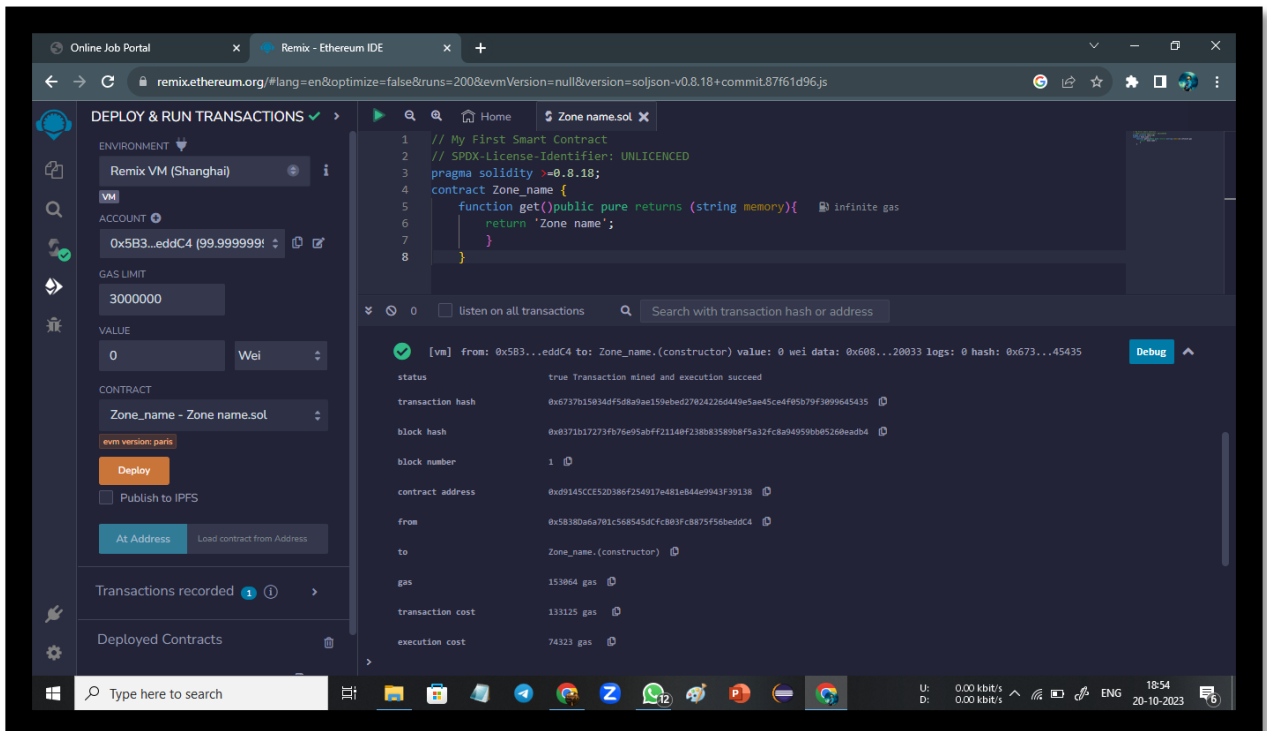 Online Job Portal
Remix - Ethereum IDE
remix.ethereum.org/#lang=en&optimize=false&runs=200&evmVersion=null&version=soljson-v0.8.18+commit.87f61d96.js
DEPLOY & RUN TRANSACTIONS
ENVIRONMENT
Remix VM (Shanghai)
VM
ACCOUNT
0x5B3...eddC4 (99.9999999
GAS LIMIT
3000000
VALUE
0 Wei
CONTRACT
Zone_name - Zone name.sol
evm version: paris
Deploy
Publish to IPFS
At Address Load contract from Address
Transactions recorded 1
Deployed Contracts
Home Zone name.sol
1 // My First Smart Contract
2 // SPDX-License-Identifier: UNLICENCED
3 pragma solidity >=0.8.18;
4 contract Zone_name {
5 function get()public pure returns (string memory){ infinite gas
6 return 'Zone name';
7 }
8 }
0 listen on all transactions Search with transaction hash or address
[vm] from: 0x5B3...eddC4 to: Zone_name.(constructor) value: 0 wei data: 0x608...20033 logs: 0 hash: 0x673...45435 Debug
status true Transaction mined and execution succeed
transaction hash 0x6737b15034df5d8a9ae159ebed27024226d449e5ae45ce4f05b79f3099645435
block hash 0x0371b17273fb76e95abff21140f238b83589b8f5a32fc8a94959bb05260eadb4
block number 1
contract address 0xd9145CCE52D386f254917e481eB44e9943F39138
from 0x5B38Da6a701c568545dCfcB03FcB875f56beddC4
to Zone_name.(constructor)
gas 153064 gas
transaction cost 133125 gas
execution cost 74323 gas
Type here to search
12
U: 0.00 kbit/s
D: 0.00 kbit/s
ENG
18:54
20-10-2023
6